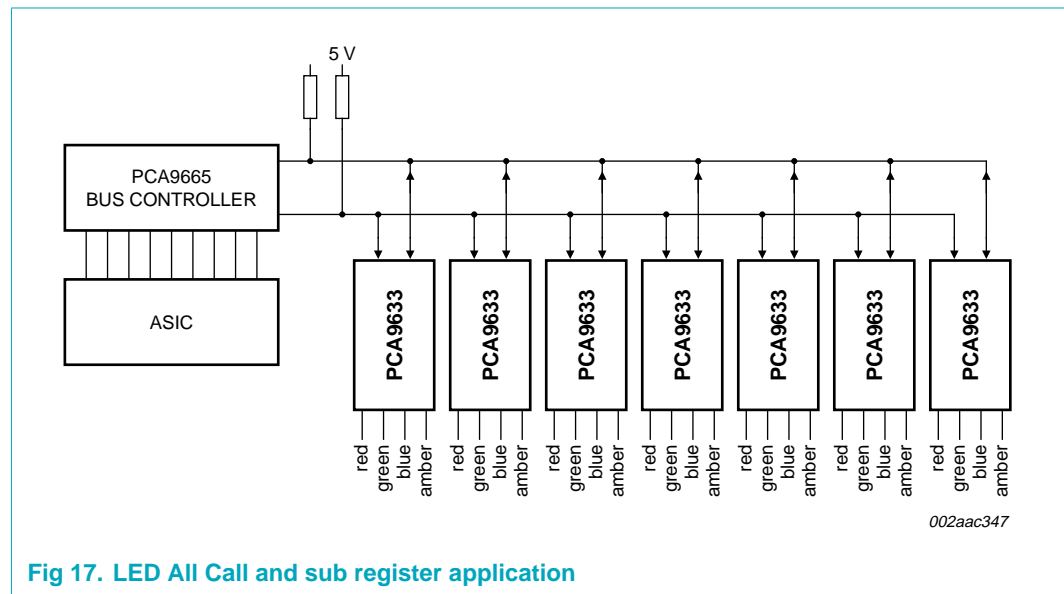 5 V
PCA9665
BUS CONTROLLER
ASIC
PCA9633
PCA9633
PCA9633
PCA9633
PCA9633
PCA9633
PCA9633
red
green
blue
amber
red
green
blue
amber
red
green
blue
amber
red
green
blue
amber
red
green
blue
amber
red
green
blue
amber
red
green
blue
amber
002aac347
Fig 17. LED All Call and sub register application